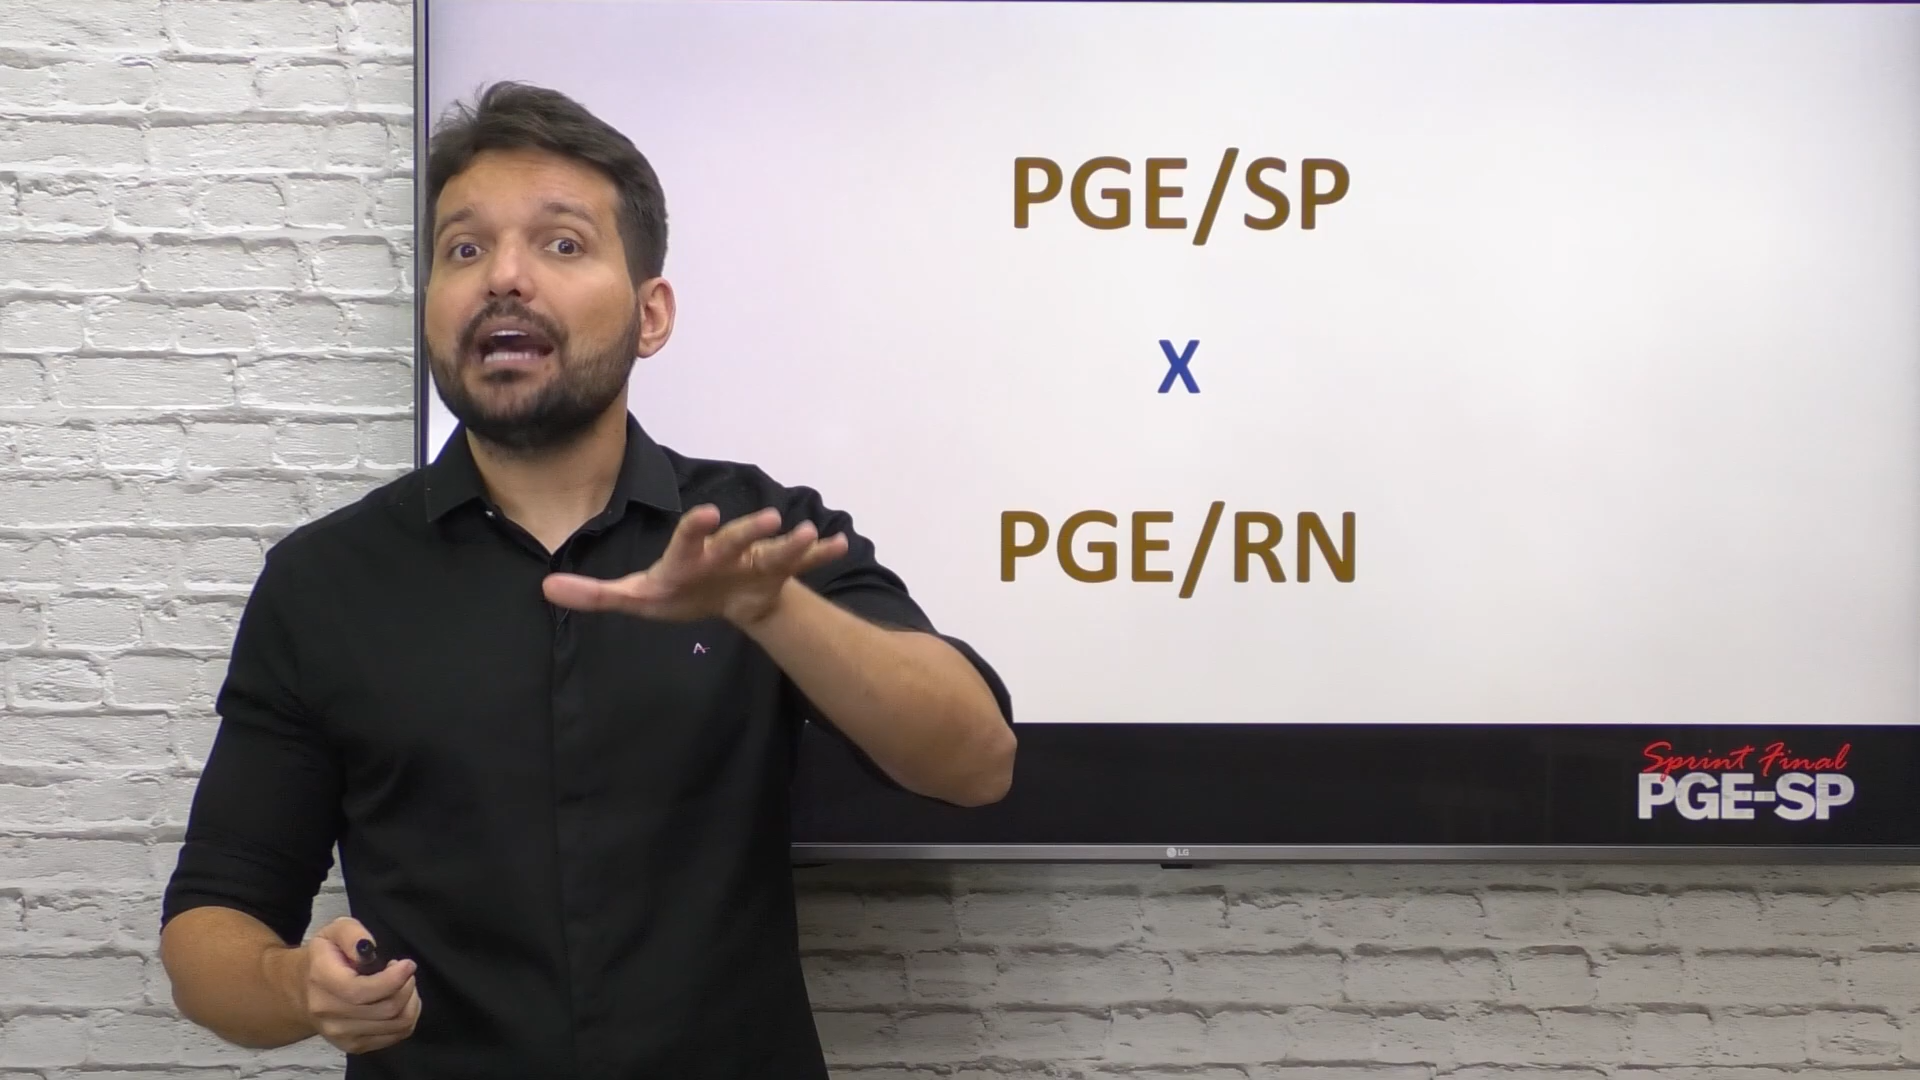 PGE/SP
X
PGE/RN
Sprint Final
PGE-SP
LG